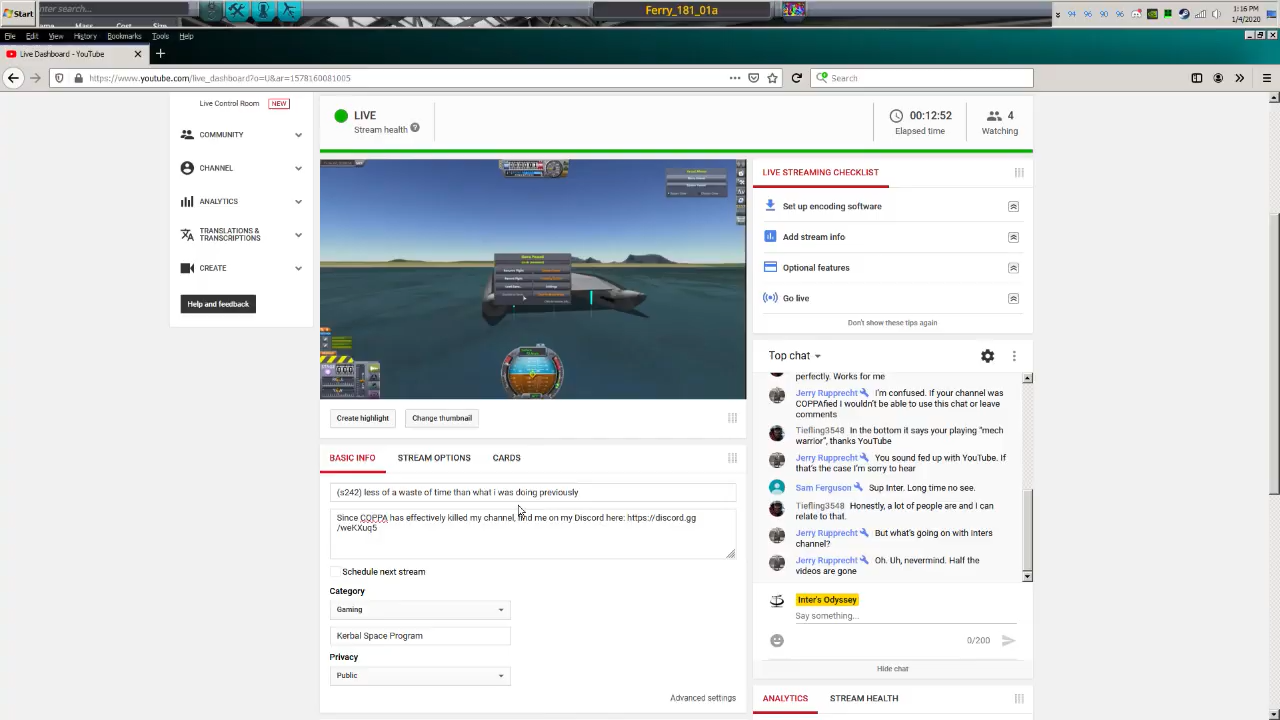 Start
nter search...
Ferry_181_01a
94 96 90 96
1:16 PM
1/4/2020
Name Mass Cost Size
File Edit View History Bookmarks Tools Help
Live Dashboard - YouTube
https://www.youtube.com/live_dashboard?o=U&ar=1578160081005
Search
Live Control Room NEW
COMMUNITY
CHANNEL
ANALYTICS
TRANSLATIONS &
TRANSCRIPTIONS
CREATE
Help and feedback
LIVE
Stream health
00:12:52
Elapsed time
4
Watching
Create highlight
Change thumbnail
BASIC INFO STREAM OPTIONS CARDS
(s242) less of a waste of time than what i was doing previously
Since COPPA has effectively killed my channel, find me on my Discord here: https://discord.gg
/weKXuq5
Schedule next stream
Category
Gaming
Kerbal Space Program
Privacy
Public
Advanced settings
LIVE STREAMING CHECKLIST
Set up encoding software
Add stream info
Optional features
Go live
Don't show these tips again
Top chat
perfectly. Works for me
Jerry Rupprecht I'm confused. If your channel was
COPPAfied I wouldn't be able to use this chat or leave
comments
Tiefling3548 In the bottom it says your playing "mech
warrior", thanks YouTube
Jerry Rupprecht You sound fed up with YouTube. If
that's the case I'm sorry to hear
Sam Ferguson Sup Inter. Long time no see.
Tiefling3548 Honestly, a lot of people are and I can
relate to that.
Jerry Rupprecht But what's going on with Inters
channel?
Jerry Rupprecht Oh. Uh, nevermind. Half the
videos are gone
Inter's Odyssey
Say something...
0/200
Hide chat
ANALYTICS STREAM HEALTH